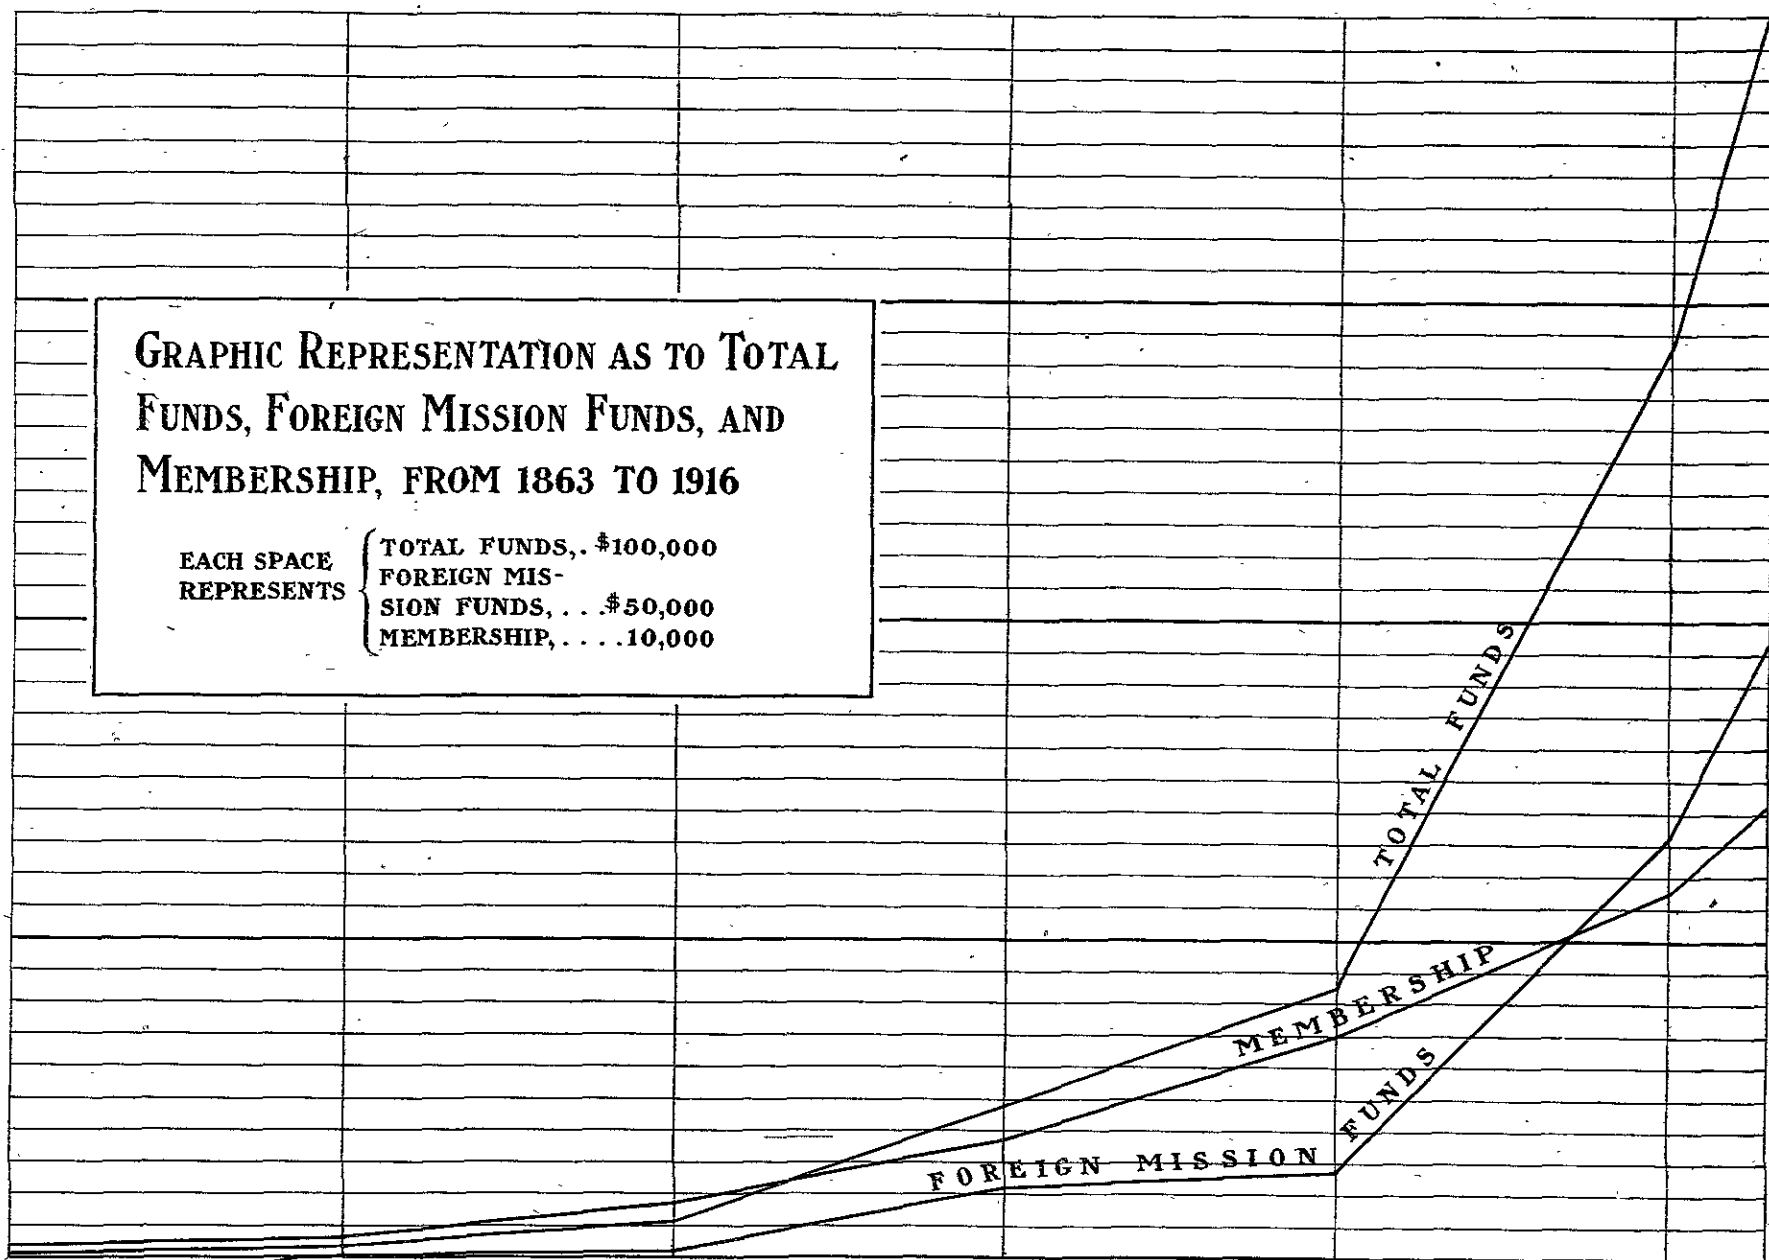 GRAPHIC REPRESENTATION AS TO TOTAL
FUNDS, FOREIGN MISSION FUNDS, AND
MEMBERSHIP, FROM 1863 TO 1916
EACH SPACE
REPRESENTS
TOTAL FUNDS,. $100,000
FOREIGN MIS-
SION FUNDS, . . . $50,000
MEMBERSHIP, . . . . 10,000
TOTAL FUNDS
MEMBERSHIP
FOREIGN MISSION FUNDS